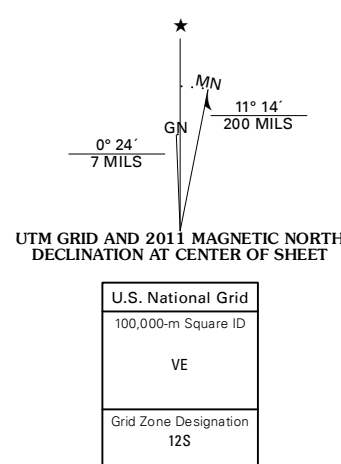 MN
GN
11° 14´
200 MILS
0° 24´
7 MILS
UTM GRID AND 2011 MAGNETIC NORTH
DECLINATION AT CENTER OF SHEET
U.S. National Grid
100,000-m Square ID
VE
Grid Zone Designation
12S